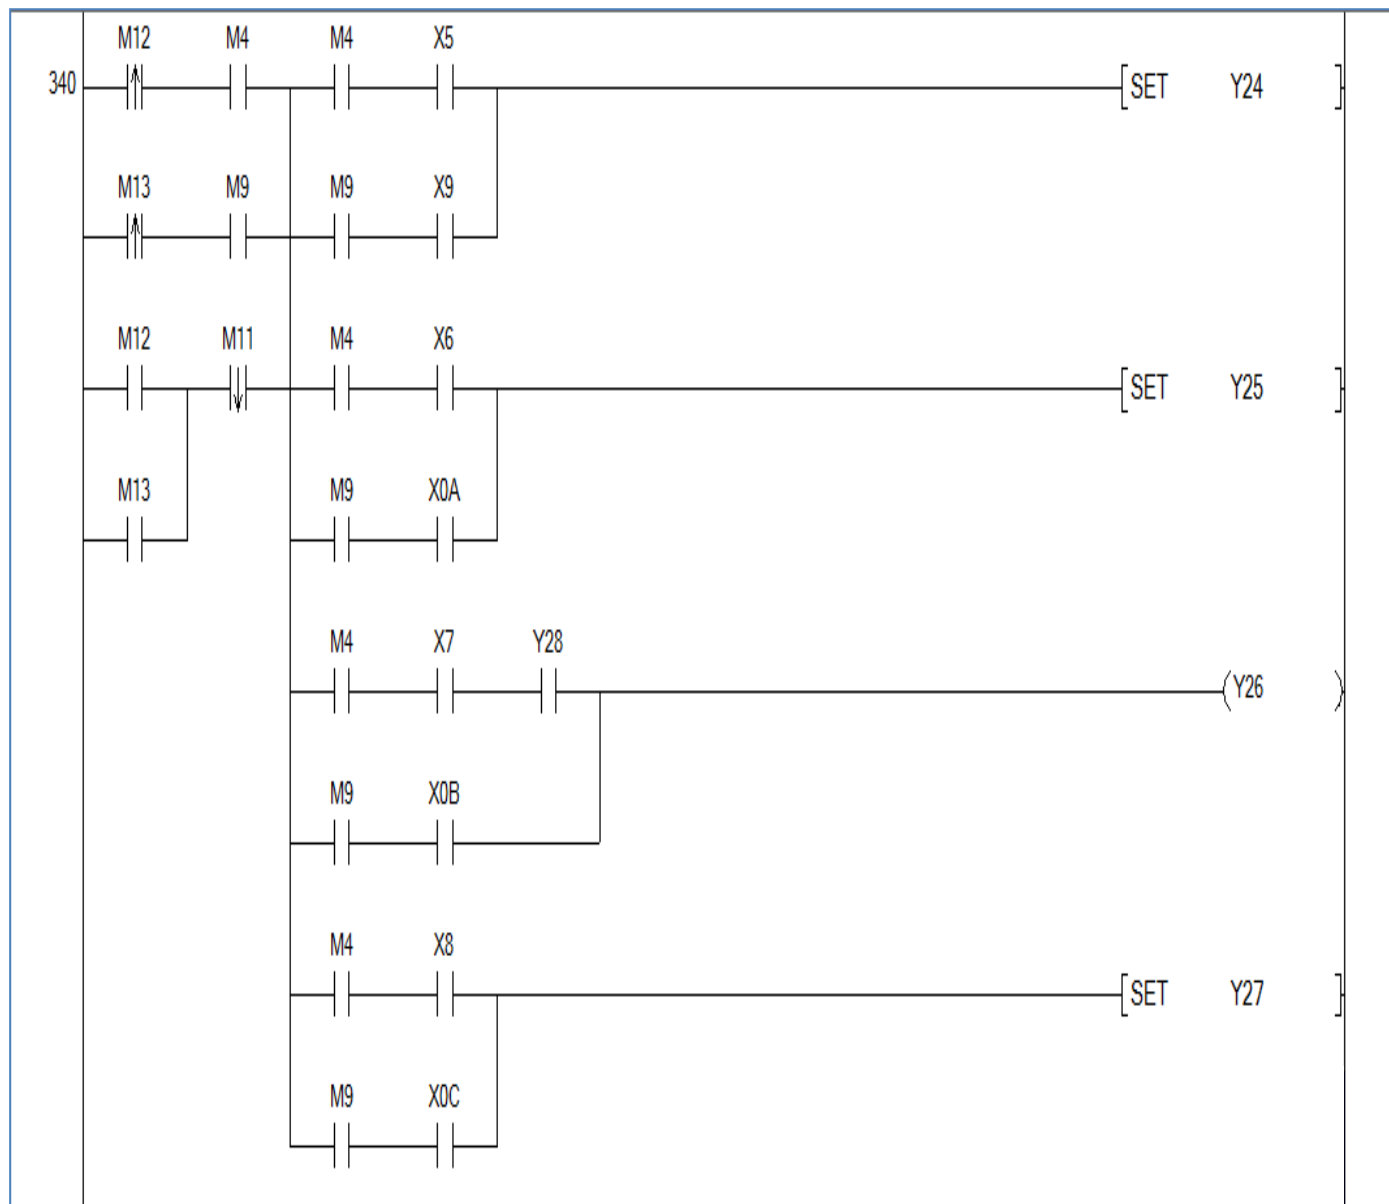 M12 M4 M4 X5
340 SET Y24
M13 M9 M9 X9
M12 M11 M4 X6
SET Y25
M13 M9 X0A
M4 X7 Y28
Y26
M9 X0B
M4 X8
SET Y27
M9 X0C